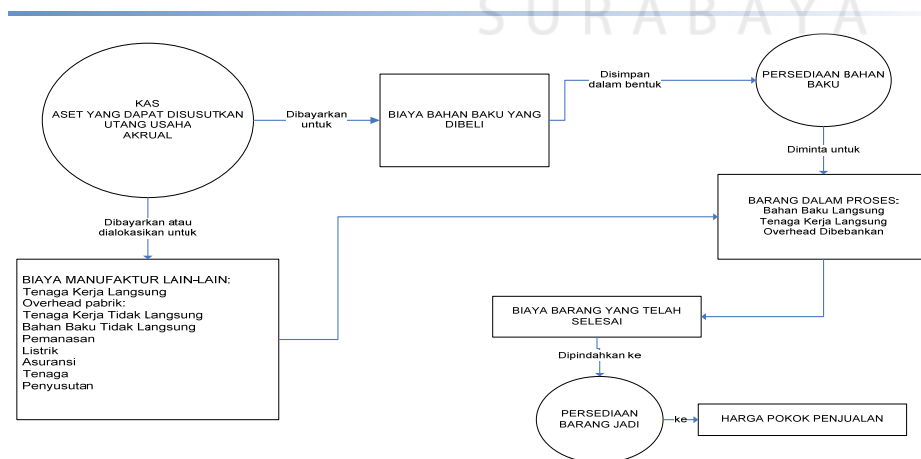 SURABAYA
KAS
ASET YANG DAPAT DISUSUTKAN
UTANG USAHA
AKRUAL
Dibayarkan
untuk
BIAYA BAHAN BAKU YANG
DIBELI
Disimpan
dalam bentuk
PERSEDIAAN BAHAN
BAKU
Diminta untuk
BARANG DALAM PROSES:
Bahan Baku Langsung
Tenaga Kerja Langsung
Overhead Dibebankan
Dibayarkan atau
dialokasikan untuk
BIAYA MANUFAKTUR LAIN-LAIN:
Tenaga Kerja Langsung
Overhead pabrik:
Tenaga Kerja Tidak Langsung
Bahan Baku Tidak Langsung
Pemanasan
Listrik
Asuransi
Tenaga
Penyusutan
BIAYA BARANG YANG TELAH
SELESAI
Dipindahkan ke
PERSEDIAAN
BARANG JADI
ke
HARGA POKOK PENJUALAN